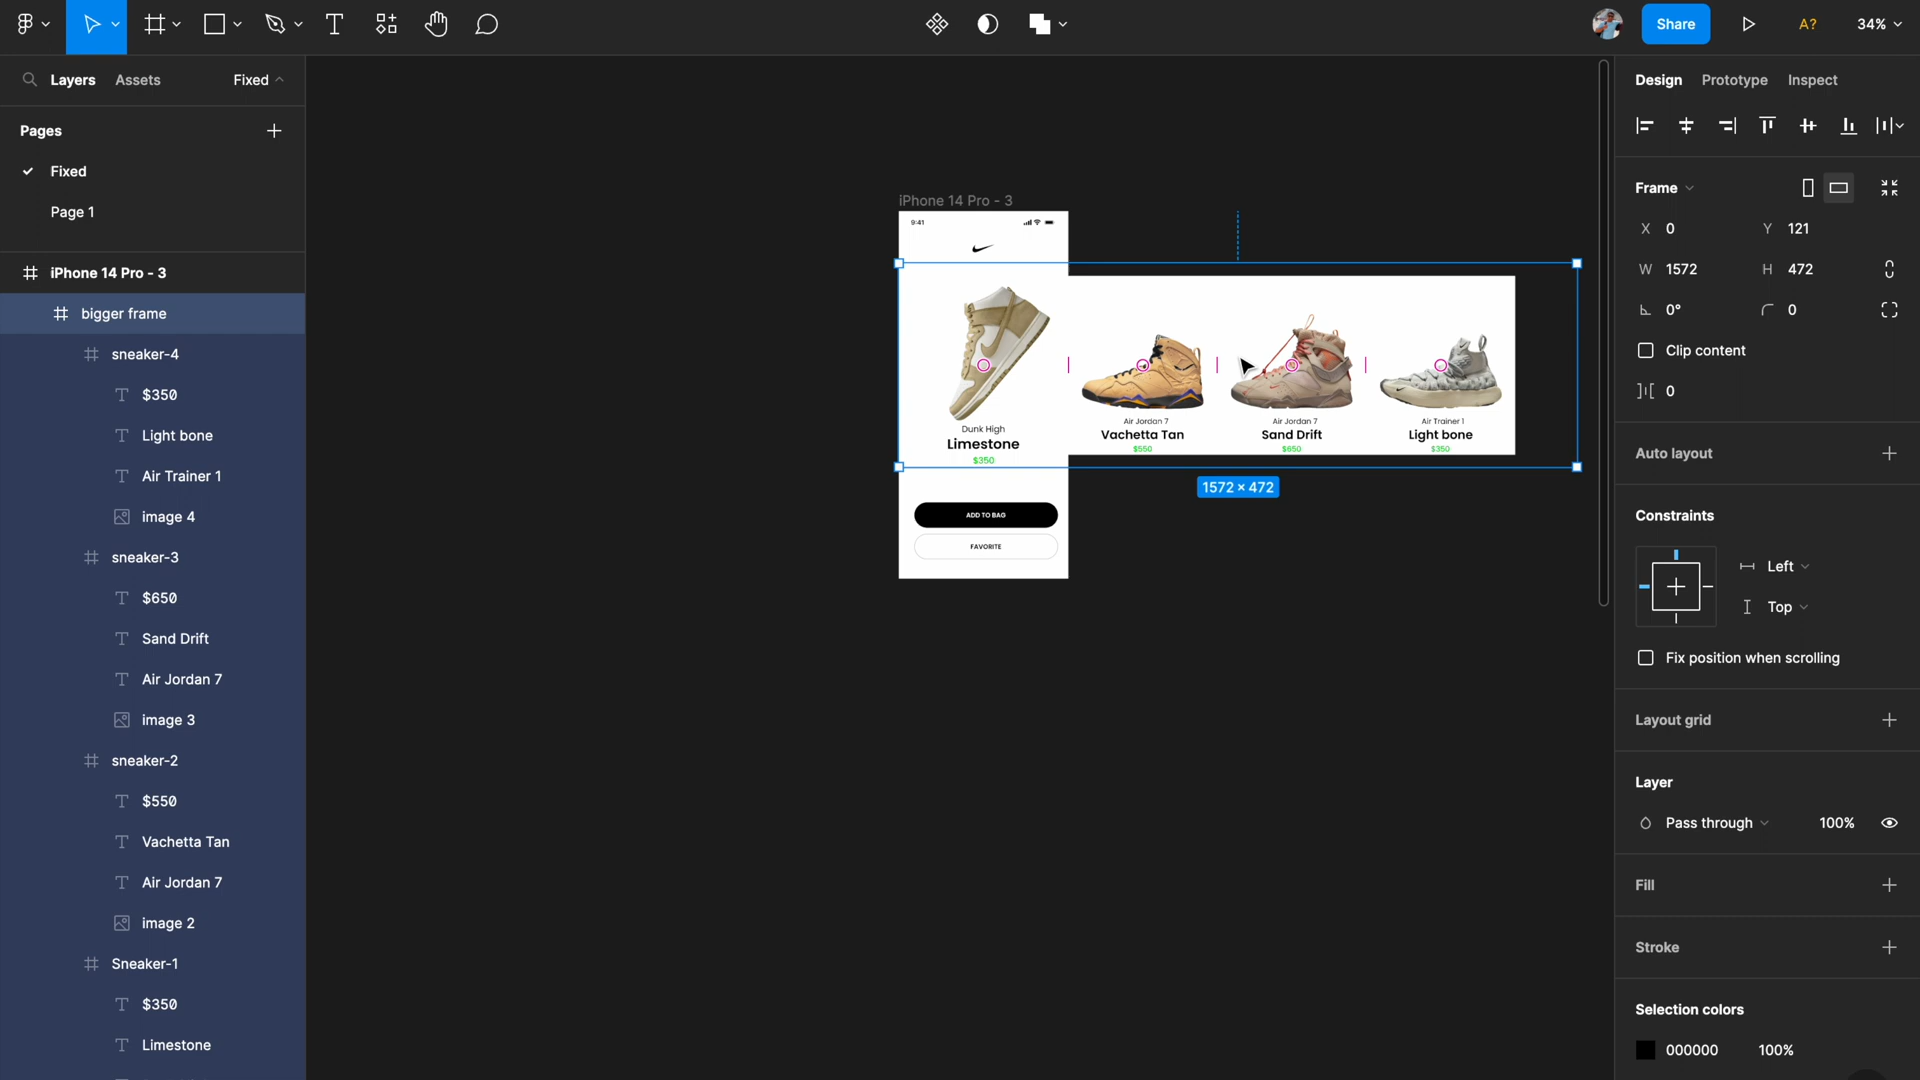 Share
A?
34%
Layers
Assets
Fixed
Pages
Fixed
Page 1
iPhone 14 Pro - 3
bigger frame
sneaker-4
$350
Light bone
Air Trainer 1
image 4
sneaker-3
$650
Sand Drift
Air Jordan 7
image 3
sneaker-2
$550
Vachetta Tan
Air Jordan 7
image 2
Sneaker-1
$350
Limestone
iPhone 14 Pro - 3
9:41
Dunk High
Limestone
$350
Air Jordan 7
Vachetta Tan
$550
Air Jordan 7
Sand Drift
$650
Air Trainer 1
Light bone
$350
1572 × 472
ADD TO BAG
FAVORITE
Design
Prototype
Inspect
Frame
X 0
Y 121
W 1572
H 472
0°
0
Clip content
0
Auto layout
Constraints
Left
Top
Fix position when scrolling
Layout grid
Layer
Pass through
100%
Fill
Stroke
Selection colors
000000
100%